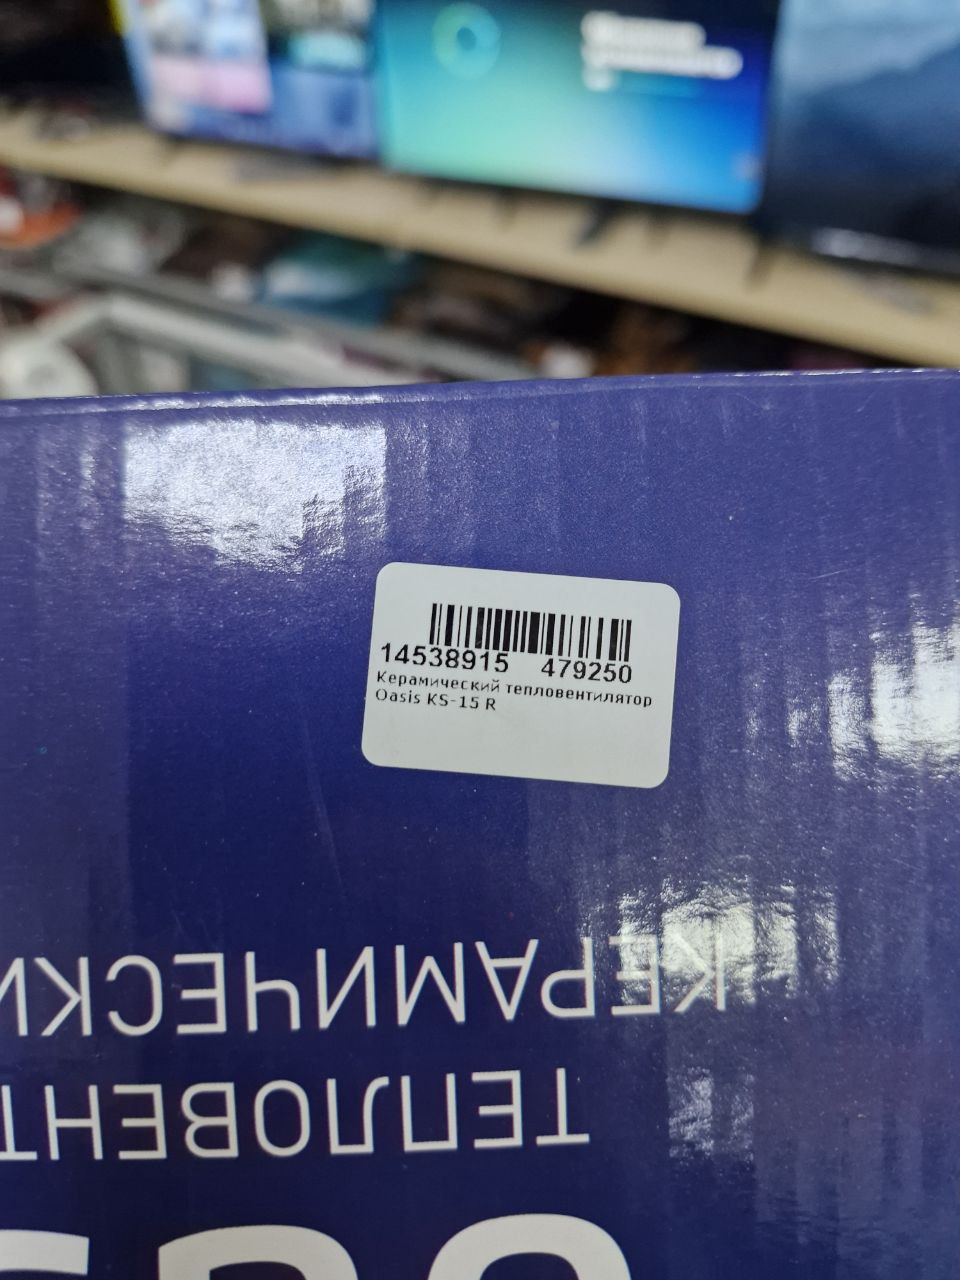 14538915 479250
Керамический тепловентилятор
Oasis KS-15 R
КЕРАМИЧЕСКИ
ТЕПЛОВЕНТ